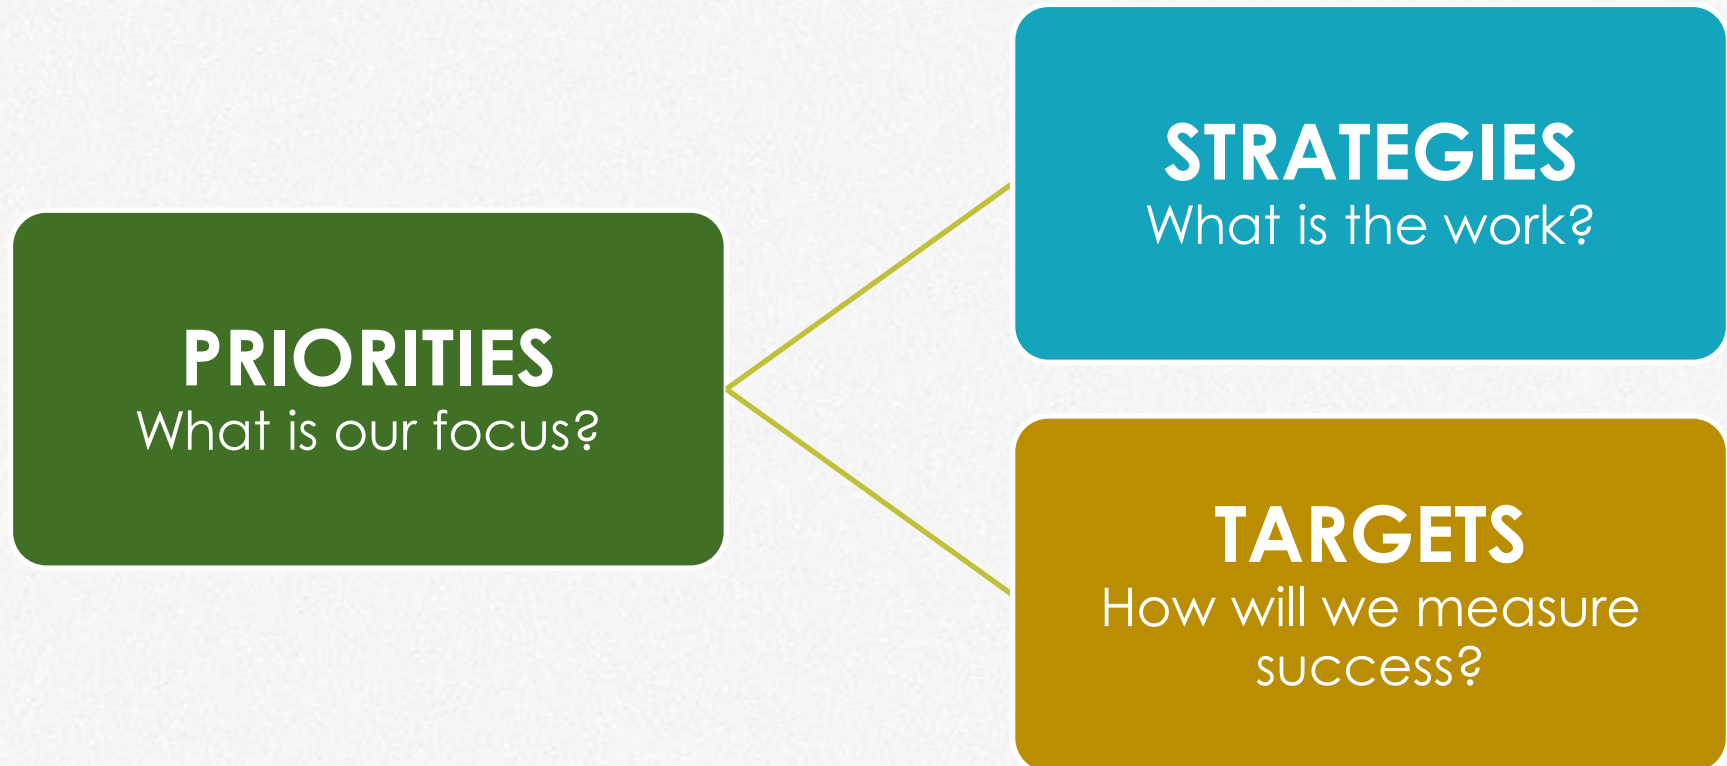 PRIORITIES
What is our focus?
STRATEGIES
What is the work?
TARGETS
How will we measure
success?